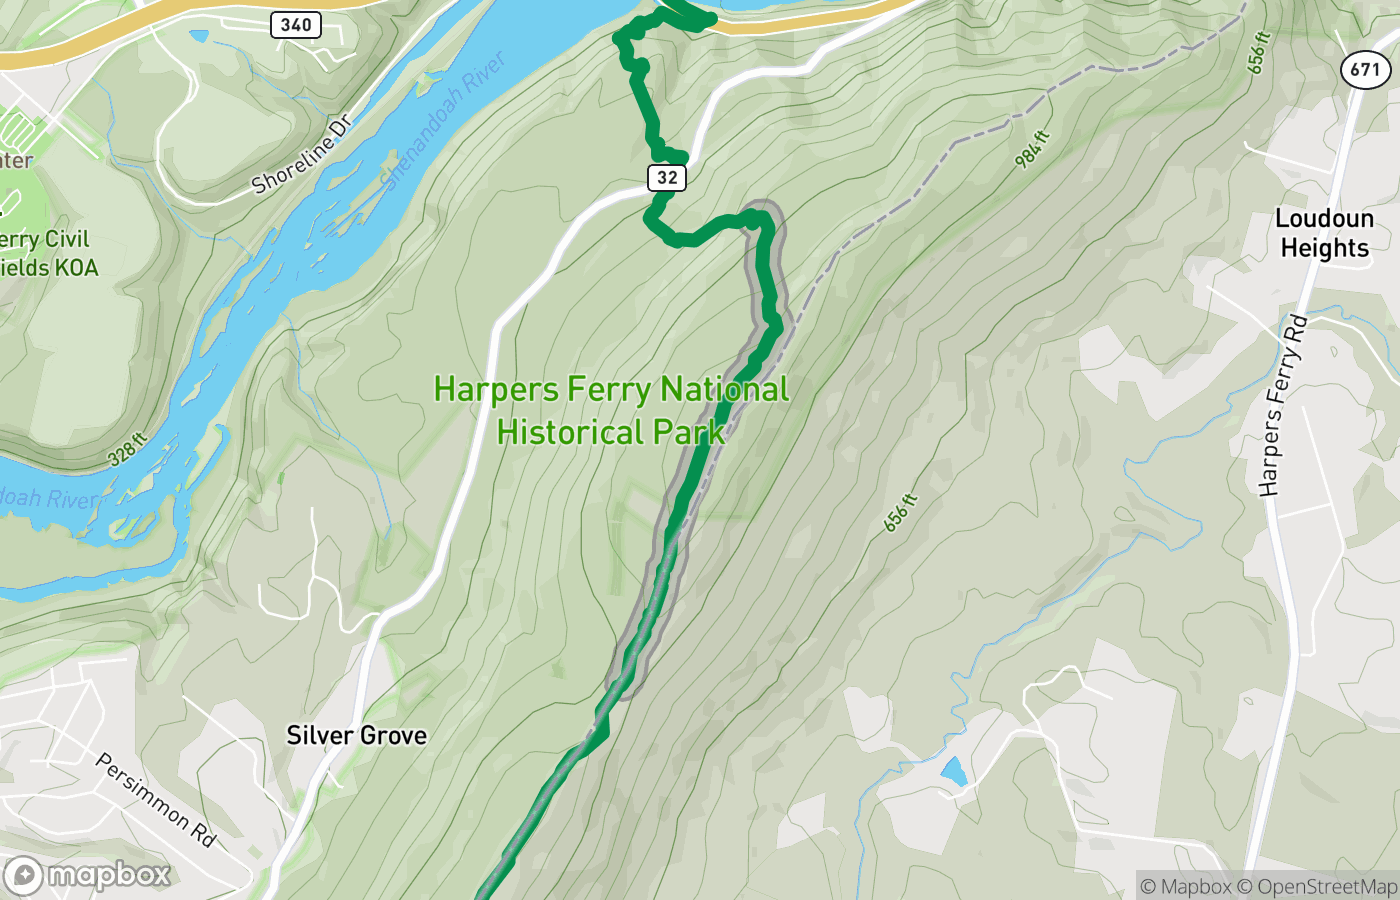 340
671
656 ft
Shenandoah River
Shoreline Dr
984 ft
32
Loudoun
Heights
erry Civil
ields KOA
Harpers Ferry National
Historical Park
Harpers Ferry Rd
328 ft
doah River
656 ft
Silver Grove
Persimmon Rd
mapbox
© Mapbox © OpenStreetMap